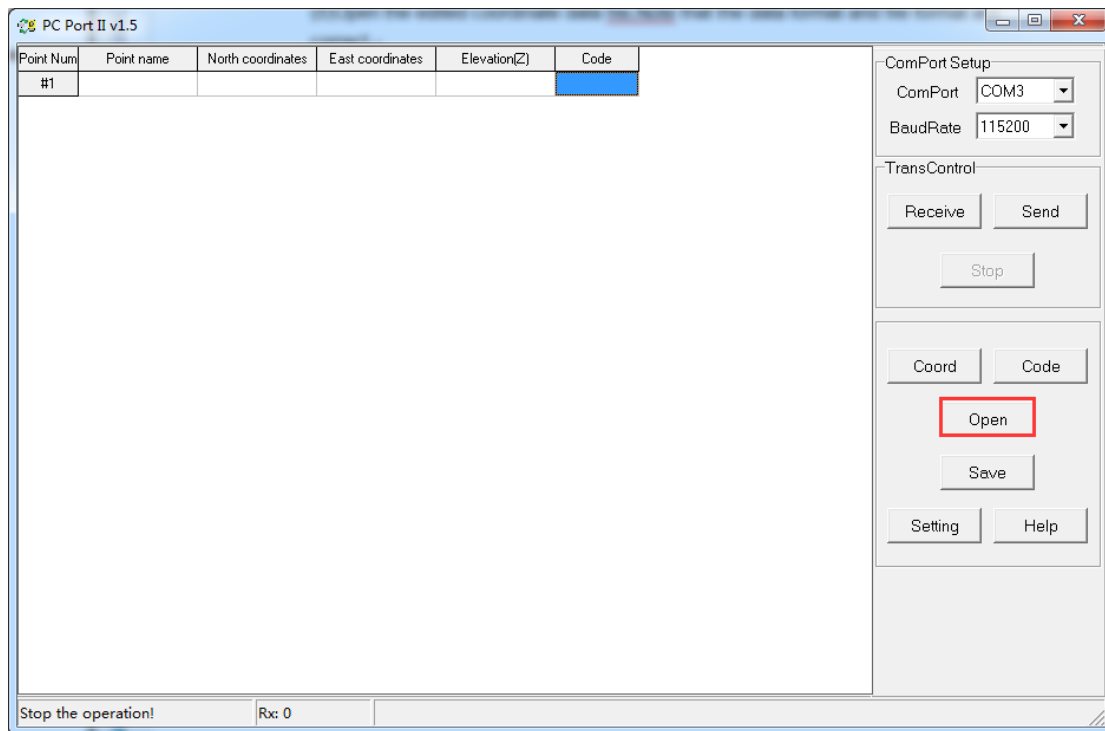 PC Port II v1.5
Point Num Point name North coordinates East coordinates Elevation(Z) Code
#1
ComPort Setup
ComPort COM3
BaudRate 115200
TransControl
Receive Send
Stop
Coord Code
Open
Save
Setting Help
Stop the operation! Rx: 0